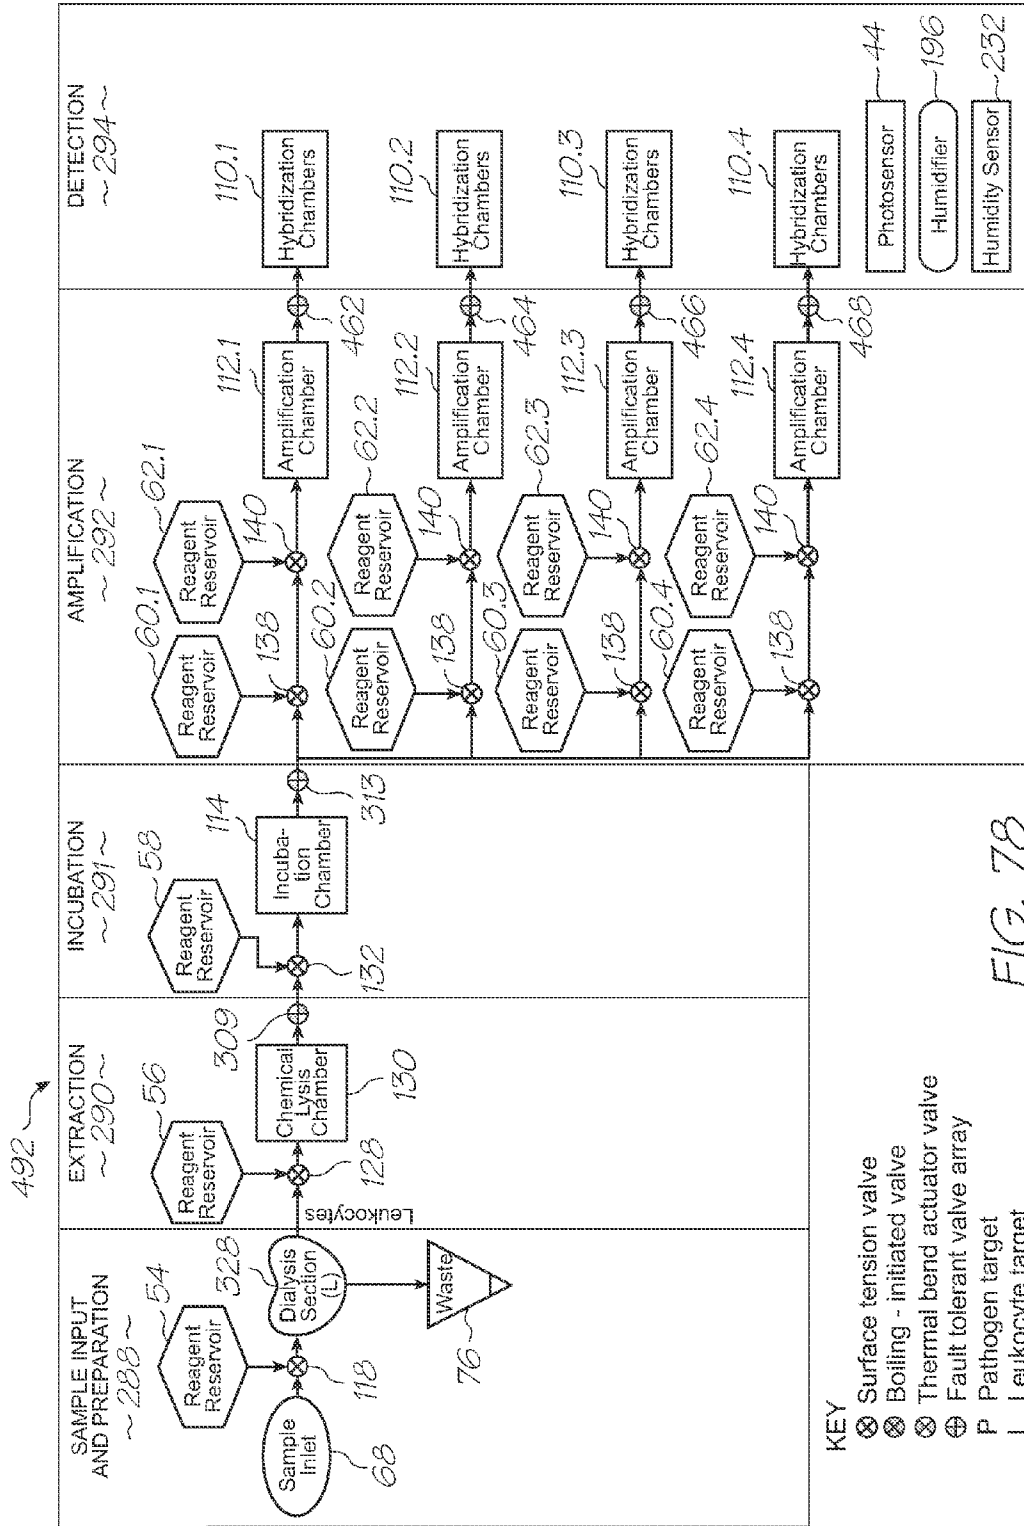 492
SAMPLE INPUT
AND PREPARATION
~288~
EXTRACTION
~290~
INCUBATION
~291~
AMPLIFICATION
~292~
DETECTION
~294~
54
Reagent
Reservoir
Sample
Inlet
68
118
328
Dialysis
Section
(L)
Waste
76
Leukocytes
56
Reagent
Reservoir
128
Chemical
Lysis
Chamber
130
309
58
Reagent
Reservoir
132
114
Incuba-
tion
Chamber
313
60.1
Reagent
Reservoir
138
62.1
Reagent
Reservoir
140
112.1
Amplification
Chamber
462
110.1
Hybridization
Chambers
60.2
Reagent
Reservoir
138
62.2
Reagent
Reservoir
140
112.2
Amplification
Chamber
464
110.2
Hybridization
Chambers
60.3
Reagent
Reservoir
138
62.3
Reagent
Reservoir
140
112.3
Amplification
Chamber
466
110.3
Hybridization
Chambers
60.4
Reagent
Reservoir
138
62.4
Reagent
Reservoir
140
112.4
Amplification
Chamber
468
110.4
Hybridization
Chambers
Photosensor
44
Humidifier
196
Humidity Sensor
232
KEY
Surface tension valve
Boiling - initiated valve
Thermal bend actuator valve
Fault tolerant valve array
P Pathogen target
L Leukocyte target
FIG. 78